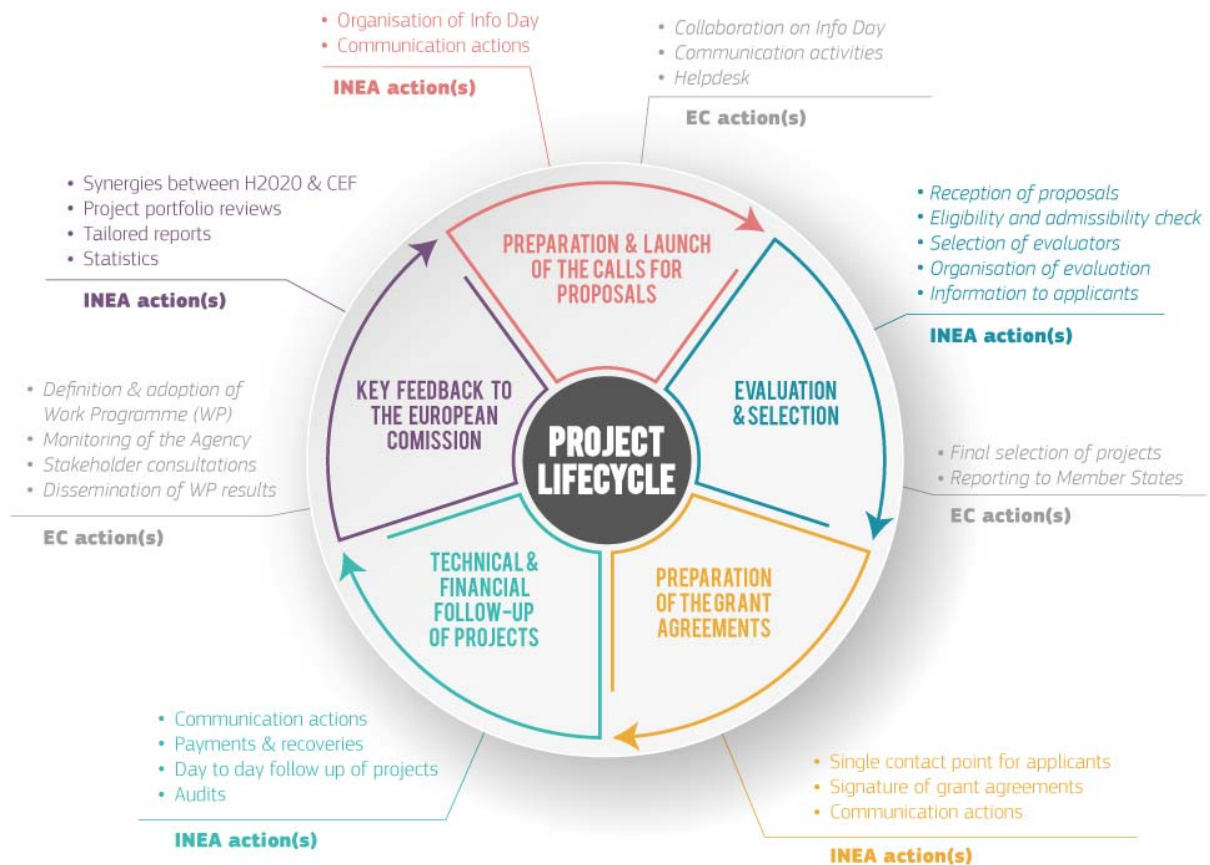 • Organisation of Info Day
• Communication actions
INEA action(s)
• Collaboration on Info Day
• Communication activities
• Helpdesk
EC action(s)
• Synergies between H2020 & CEF
• Project portfolio reviews
• Tailored reports
• Statistics
INEA action(s)
• Reception of proposals
• Eligibility and admissibility check
• Selection of evaluators
• Organisation of evaluation
• Information to applicants
INEA action(s)
PREPARATION & LAUNCH
OF THE CALLS FOR
PROPOSALS
KEY FEEDBACK TO
THE EUROPEAN
COMISSION
EVALUATION
& SELECTION
PROJECT
LIFECYCLE
• Definition & adoption of
Work Programme (WP)
• Monitoring of the Agency
• Stakeholder consultations
• Dissemination of WP results
EC action(s)
• Final selection of projects
• Reporting to Member States
EC action(s)
TECHNICAL &
FINANCIAL
FOLLOW-UP
OF PROJECTS
PREPARATION
OF THE GRANT
AGREEMENTS
• Communication actions
• Payments & recoveries
• Day to day follow up of projects
• Audits
INEA action(s)
• Single contact point for applicants
• Signature of grant agreements
• Communication actions
INEA action(s)